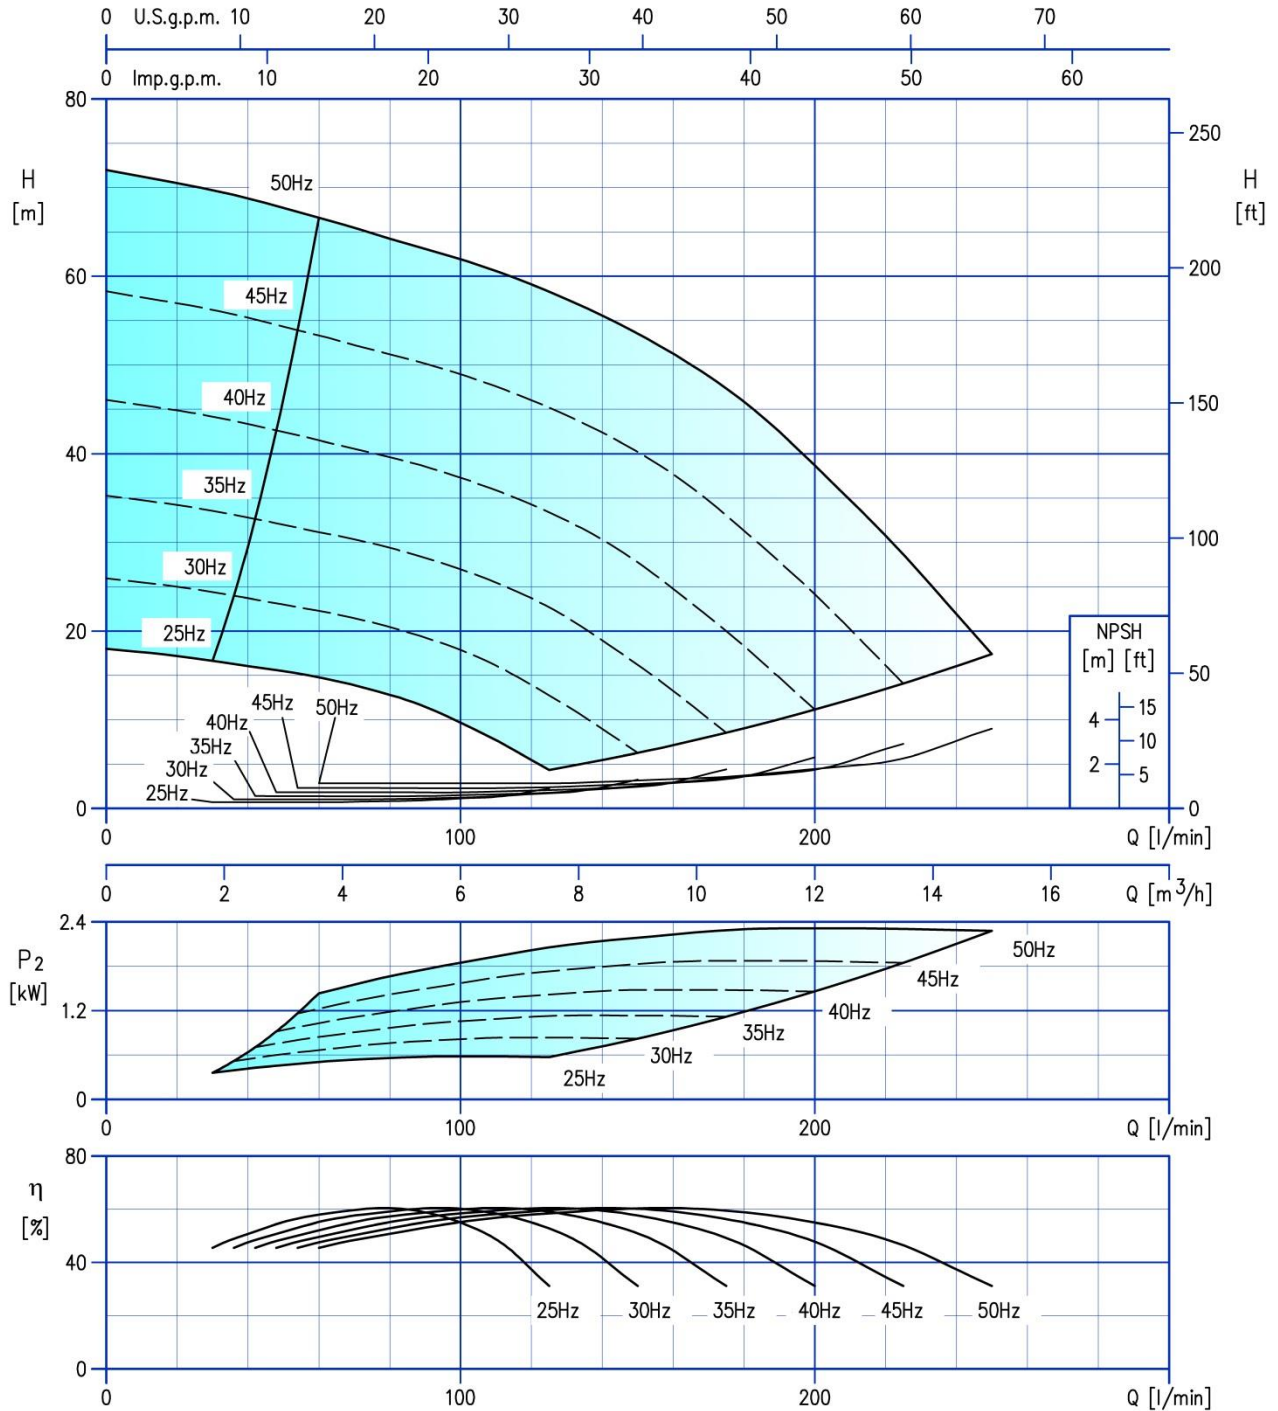 0 U.S.g.p.m. 10 20 30 40 50 60 70
0 Imp.g.p.m. 10 20 30 40 50 60
80 60 40 20 0
H
[m]
250 200 150 100 50 0
H
[ft]
50Hz
45Hz
40Hz
35Hz
30Hz
25Hz
45Hz
50Hz
40Hz
35Hz
30Hz
25Hz
NPSH
[m] [ft]
4 2
15 10 5
0 100 200 Q [l/min]
0 2 4 6 8 10 12 14 16 Q [m³/h]
2.4
P2
[kW]
1.2
0
50Hz
45Hz
40Hz
35Hz
30Hz
25Hz
0 100 200 Q [l/min]
80
η
[%]
40
0
25Hz 30Hz 35Hz 40Hz 45Hz 50Hz
0 100 200 Q [l/min]